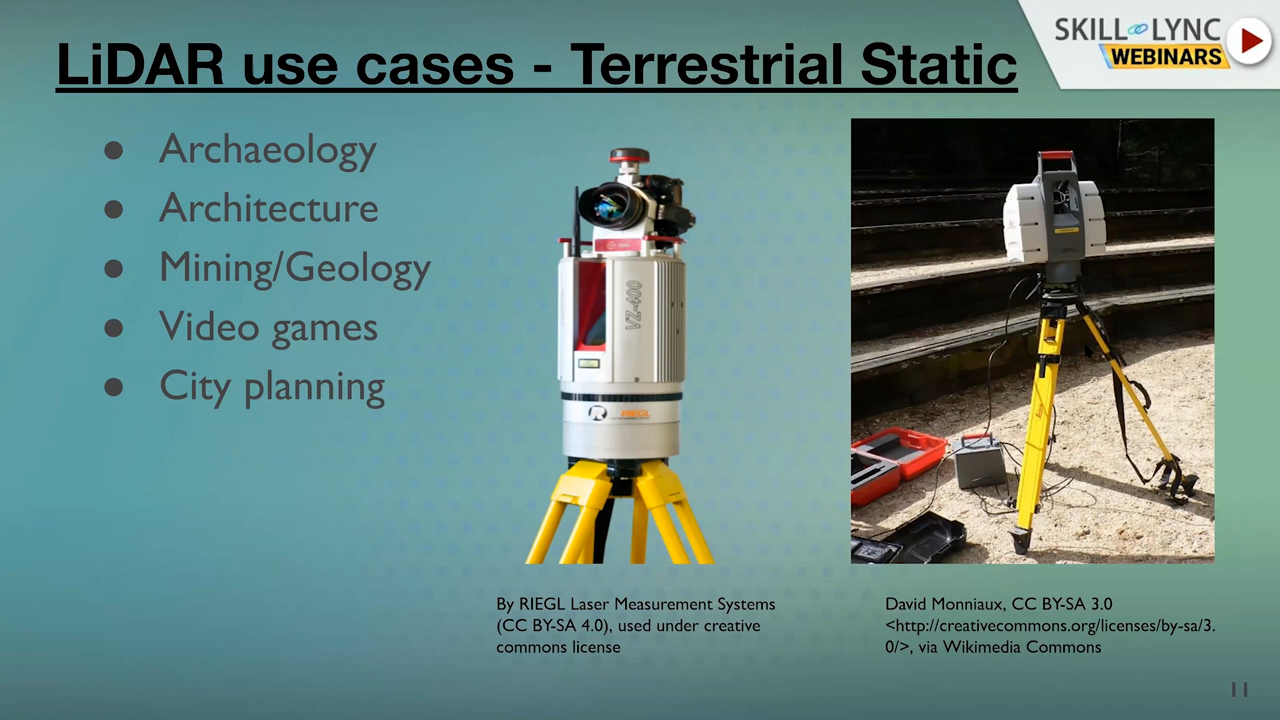 LiDAR use cases - Terrestrial Static
SKILL LYNC
WEBINARS
● Archaeology
● Architecture
● Mining/Geology
● Video games
● City planning
VZ-400
R RIEGL
By RIEGL Laser Measurement Systems
(CC BY-SA 4.0), used under creative
commons license
David Monniaux, CC BY-SA 3.0
<http://creativecommons.org/licenses/by-sa/3.
0/>, via Wikimedia Commons
11